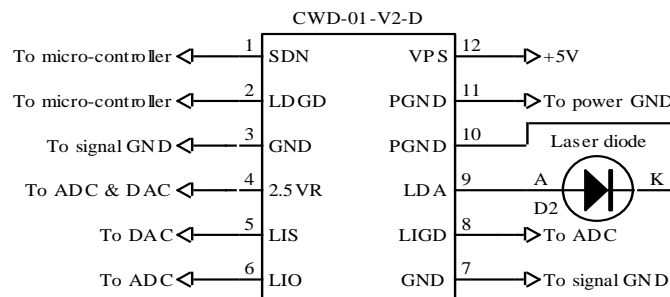 CWD-01-V2-D
To micro-controller 1 SDN VPS 12 +5V
To micro-controller 2 LDGD PGND 11 To power GND
To signal GND 3 GND PGND 10
Laser diode
To ADC & DAC 4 2.5VR LDA 9 A K
D2
To DAC 5 LIS LIGD 8 To ADC
To ADC 6 LIO GND 7 To signal GND